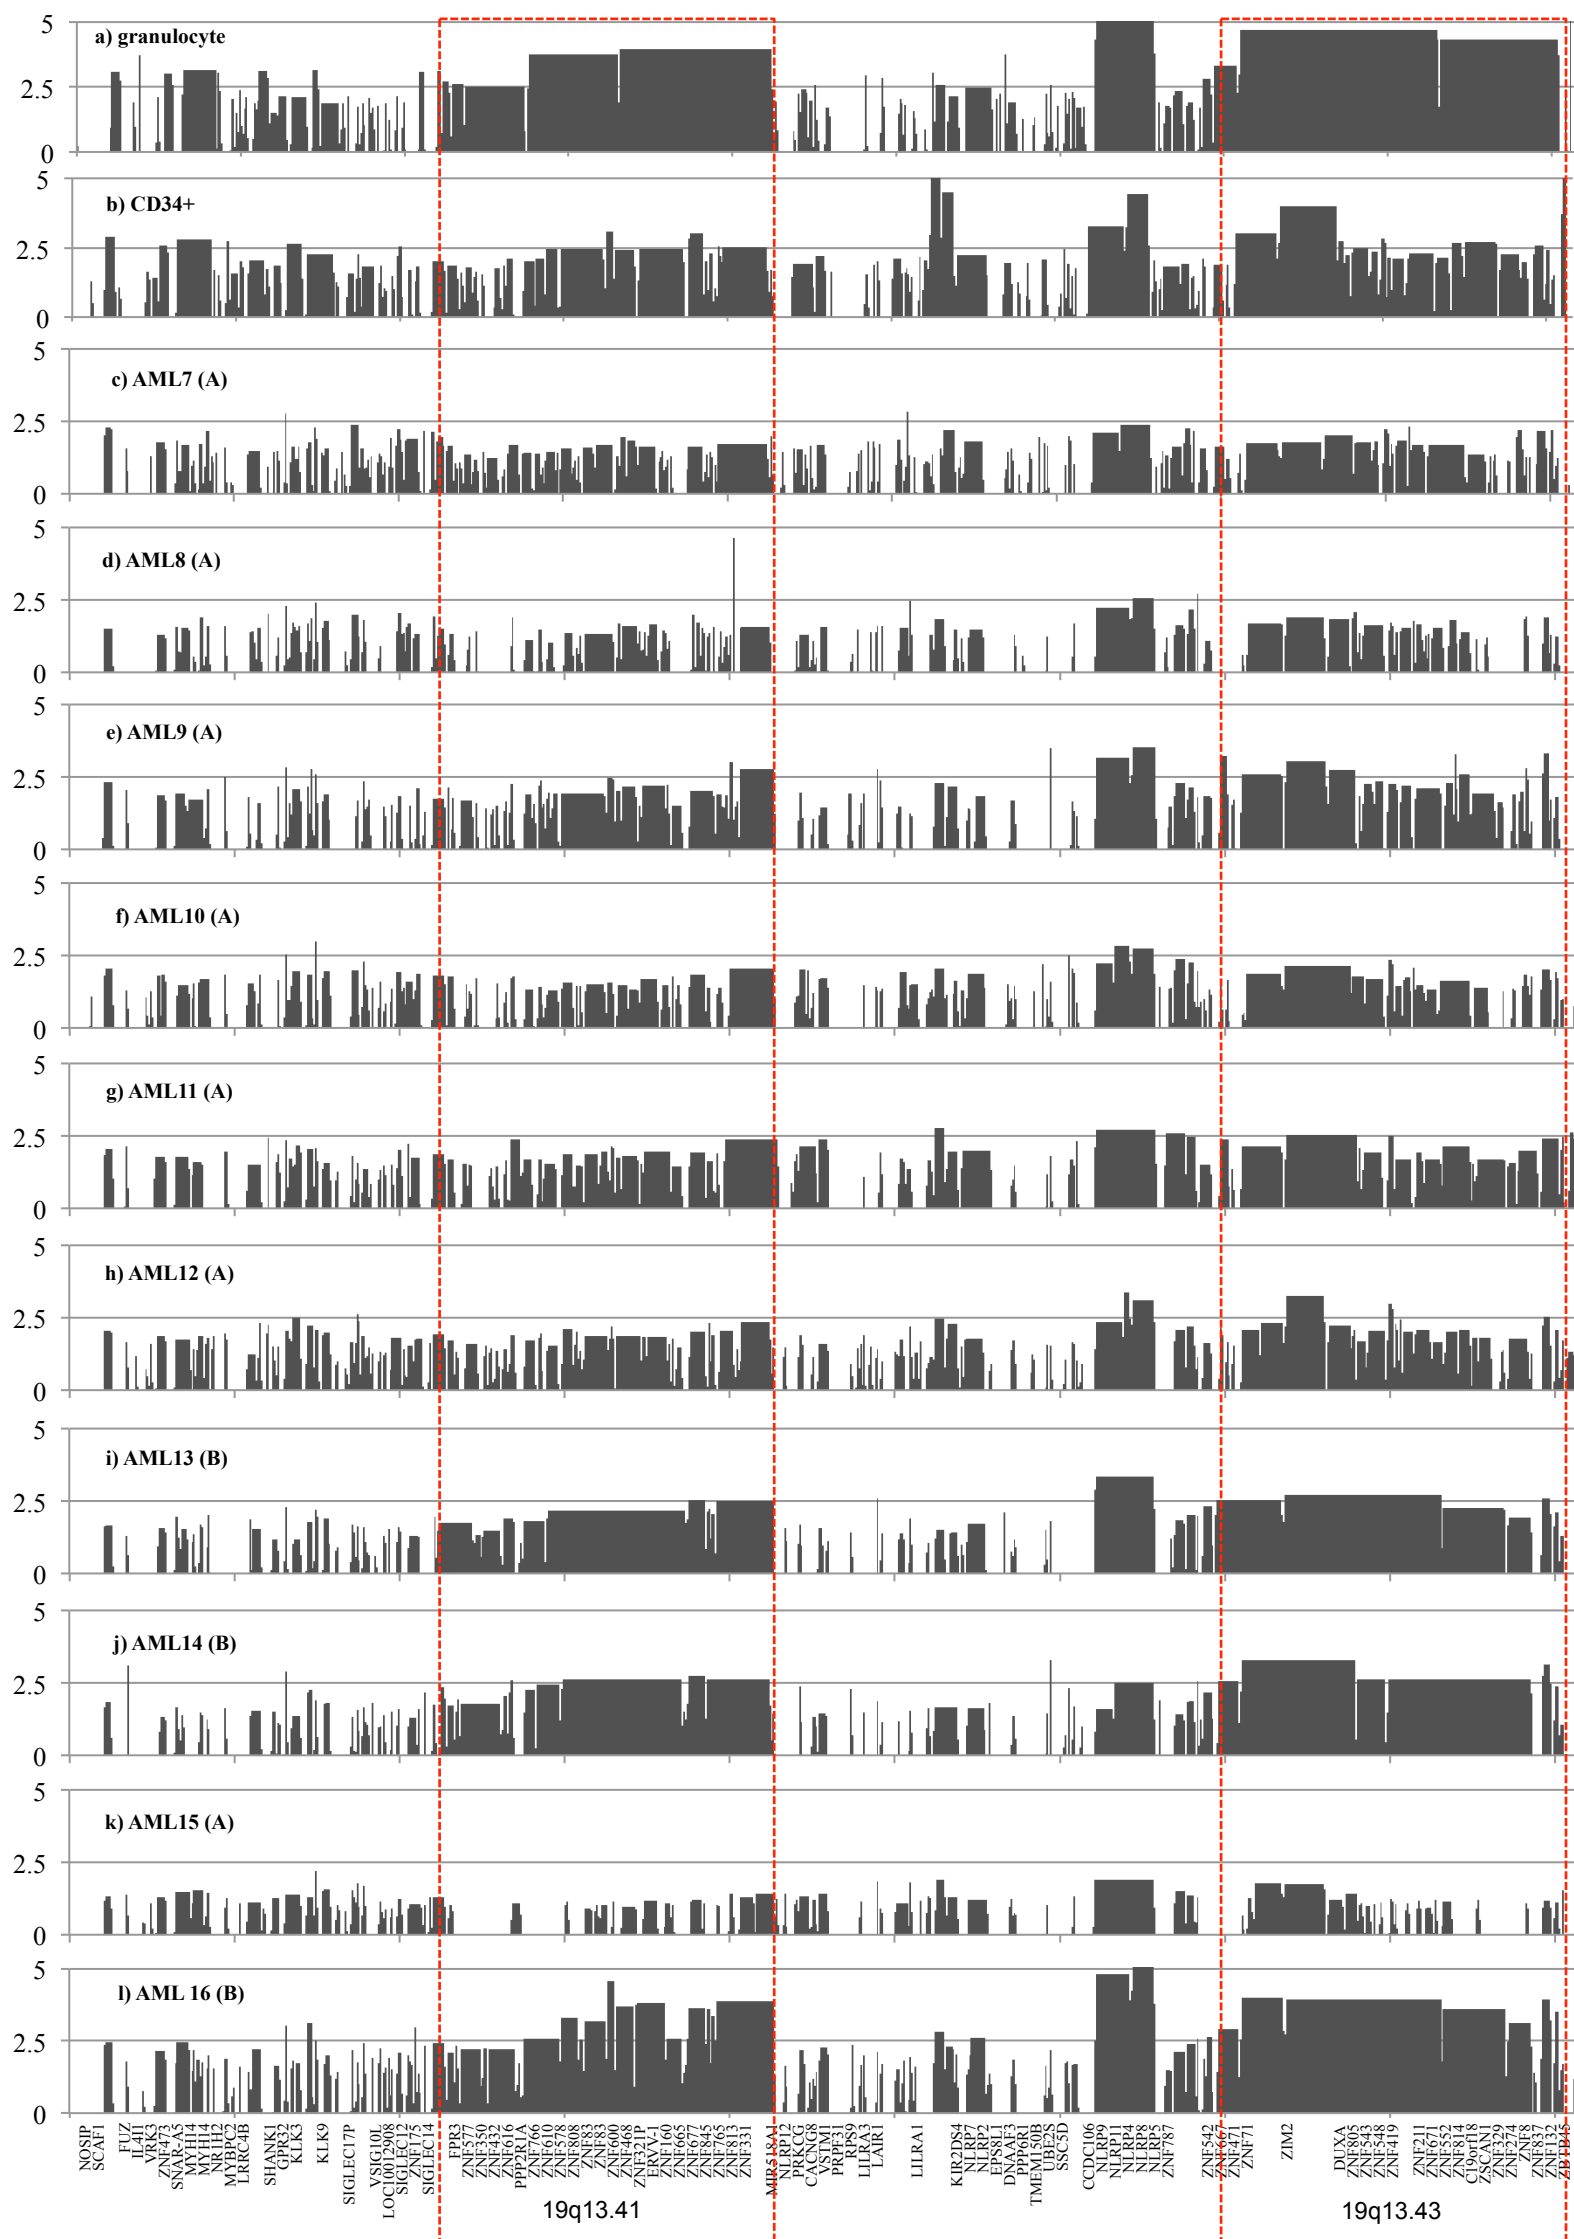 5
a) granulocyte
2.5
0
5
b) CD34+
2.5
0
5
c) AML7 (A)
2.5
0
5
d) AML8 (A)
2.5
0
5
e) AML9 (A)
2.5
0
5
f) AML10 (A)
2.5
0
5
g) AML11 (A)
2.5
0
5
h) AML12 (A)
2.5
0
5
i) AML13 (B)
2.5
0
5
j) AML14 (B)
2.5
0
5
k) AML15 (A)
2.5
0
5
l) AML 16 (B)
2.5
0
NOSIP
SCAF1
FUZ
IL4I1
VRK3
ZNF473
SNAR-A5
MYH14
MYH14
NR1H2
MYBPC2
LRRC4B
SHANK1
GPR32
KLK3
KLK9
SIGLEC17P
VSIG10L
LOC10012908
SIGLEC12
ZNF175
SIGLEC14
FPR3
ZNF577
ZNF350
ZNF432
ZNF616
PPP2R1A
ZNF766
ZNF610
ZNF578
ZNF808
ZNF83
ZNF83
ZNF600
ZNF468
ZNF321P
ERVV-1
ZNF160
ZNF665
ZNF677
ZNF845
ZNF765
ZNF813
ZNF331
MIR518A1
NLRP12
PRKCG
CACNG8
VSTM1
PRPF31
RPS9
LILRA3
LAIR1
LILRA1
KIR2DS4
NLRP7
NLRP2
EPS8L1
DNAAF3
PPP6R1
TMEM150B
UBE2S
SSC5D
CCDC106
NLRP9
NLRP11
NLRP4
NLRP8
NLRP5
ZNF787
ZNF542
ZNF667
ZNF471
ZNF71
ZIM2
DUXA
ZNF805
ZNF543
ZNF548
ZNF419
ZNF211
ZNF671
ZNF552
ZNF814
C19orf18
ZSCAN1
ZNF329
ZNF274
ZNF8
ZNF837
ZNF132
ZBTB45
19q13.41
19q13.43